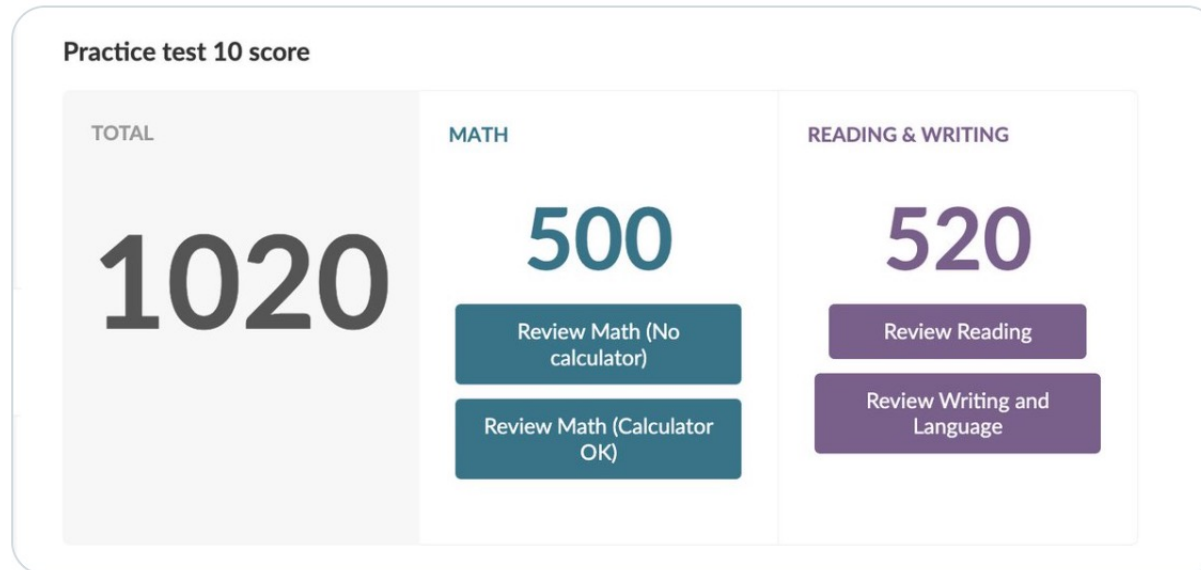 Practice test 10 score
TOTAL
1020
MATH
500
Review Math (No
calculator)
Review Math (Calculator
OK)
READING & WRITING
520
Review Reading
Review Writing and
Language